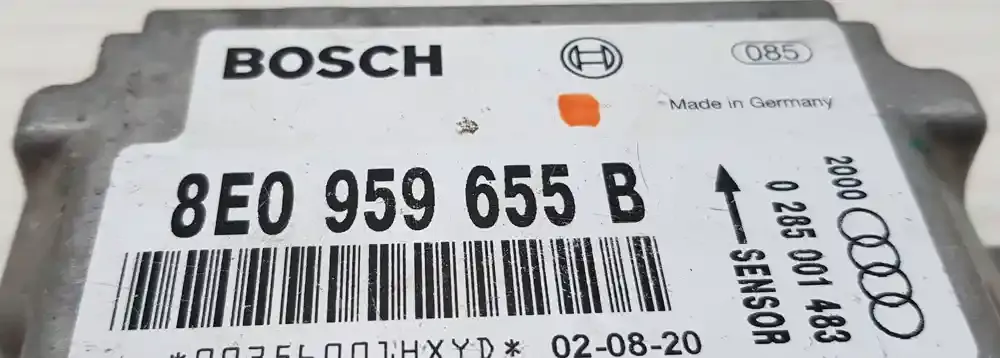 BOSCH
085
Made in Germany
8E0 959 655 B
2000
0 285 001 483
SENSOR
02-08-20